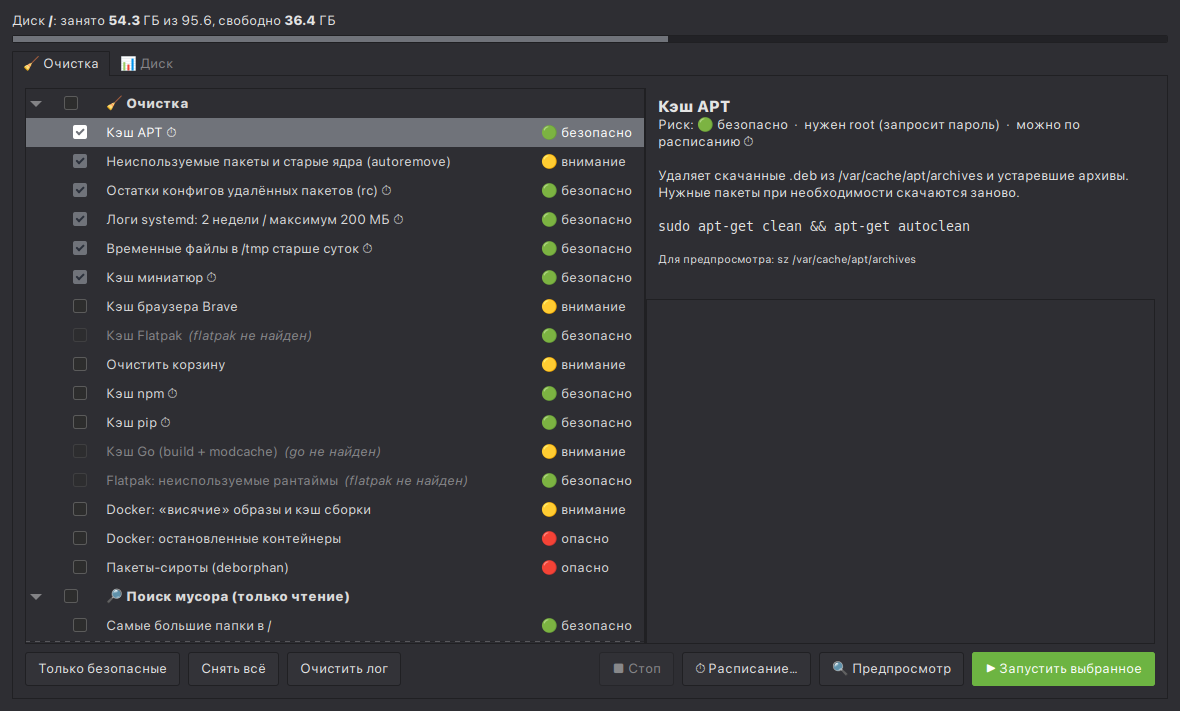 Диск /: занято 54.3 ГБ из 95.6, свободно 36.4 ГБ
Очистка
Диск
Очистка
Кэш APT ⏱ безопасно
Неиспользуемые пакеты и старые ядра (autoremove) внимание
Остатки конфигов удалённых пакетов (rc) ⏱ безопасно
Логи systemd: 2 недели / максимум 200 МБ ⏱ безопасно
Временные файлы в /tmp старше суток ⏱ безопасно
Кэш миниатюр ⏱ безопасно
Кэш браузера Brave внимание
Кэш Flatpak (flatpak не найден) безопасно
Очистить корзину внимание
Кэш npm ⏱ безопасно
Кэш pip ⏱ безопасно
Кэш Go (build + modcache) (go не найден) внимание
Flatpak: неиспользуемые рантаймы (flatpak не найден) безопасно
Docker: «висячие» образы и кэш сборки внимание
Docker: остановленные контейнеры опасно
Пакеты-сироты (deborphan) опасно
Поиск мусора (только чтение)
Самые большие папки в / безопасно
Кэш APT
Риск: безопасно · нужен root (запросит пароль) · можно по
расписанию ⏱
Удаляет скачанные .deb из /var/cache/apt/archives и устаревшие архивы.
Нужные пакеты при необходимости скачаются заново.
sudo apt-get clean && apt-get autoclean
Для предпросмотра: sz /var/cache/apt/archives
Только безопасные
Снять всё
Очистить лог
Стоп
⏱ Расписание…
Предпросмотр
Запустить выбранное